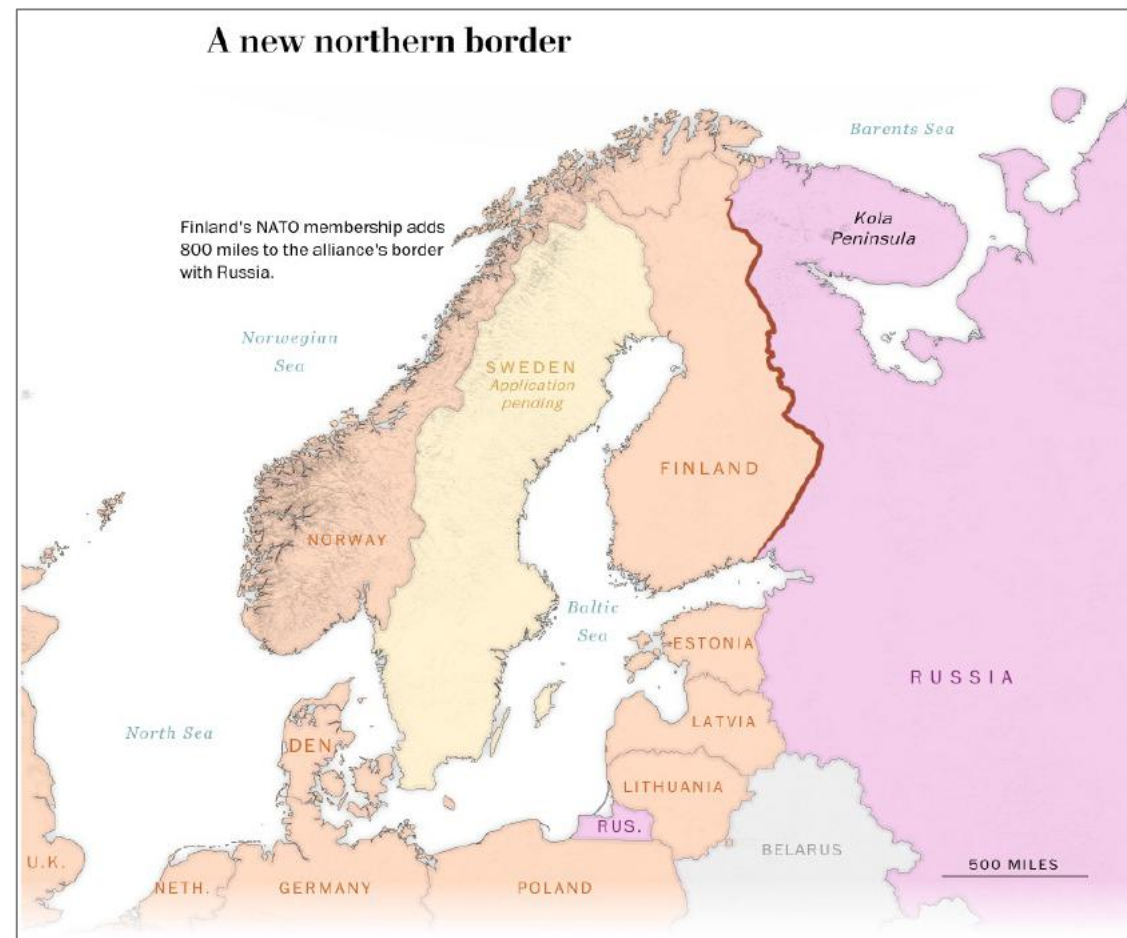 A new northern border
Barents Sea
Finland's NATO membership adds
800 miles to the alliance's border
with Russia.
Kola
Peninsula
Norwegian
Sea
SWEDEN
Application
pending
FINLAND
NORWAY
Baltic
Sea
ESTONIA
RUSSIA
LATVIA
North Sea
DEN.
LITHUANIA
RUS.
BELARUS
U.K.
500 MILES
NETH.
GERMANY
POLAND